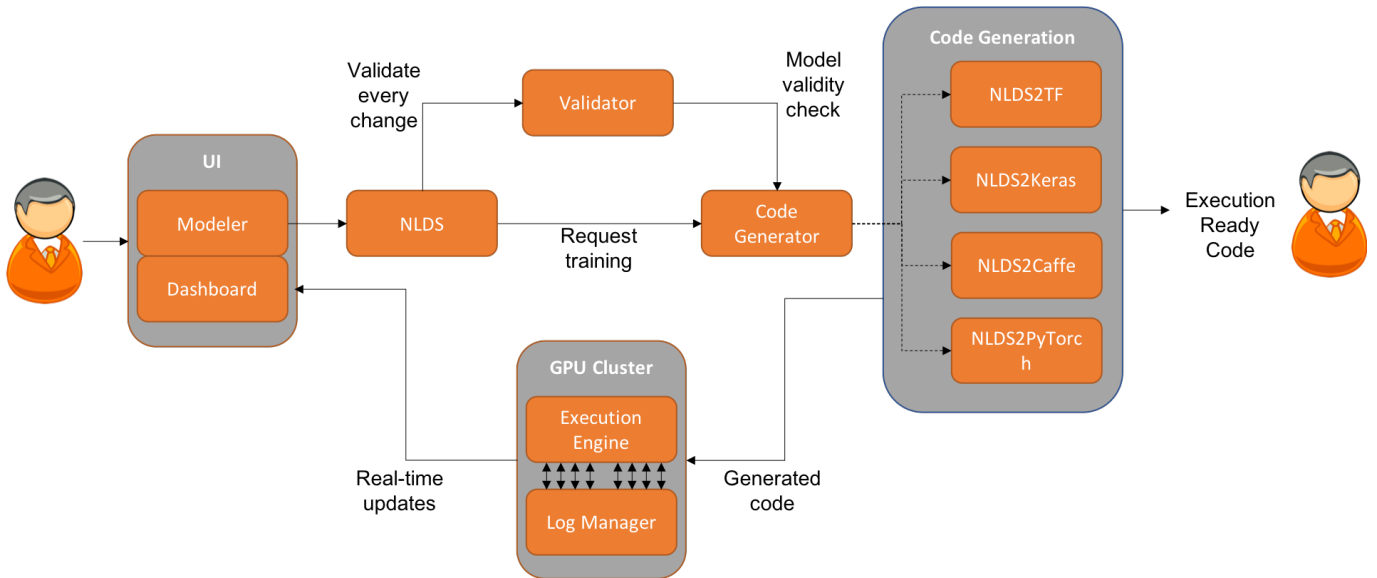 Code Generation
Validate
every
change
Validator
Model
validity
check
NLDS2TF
UI
Modeler
NLDS
Request
training
Code
Generator
NLDS2Keras
Execution
Ready
Code
Dashboard
NLDS2Caffe
NLDS2PyTorc
h
GPU Cluster
Execution
Engine
Log Manager
Real-time
updates
Generated
code